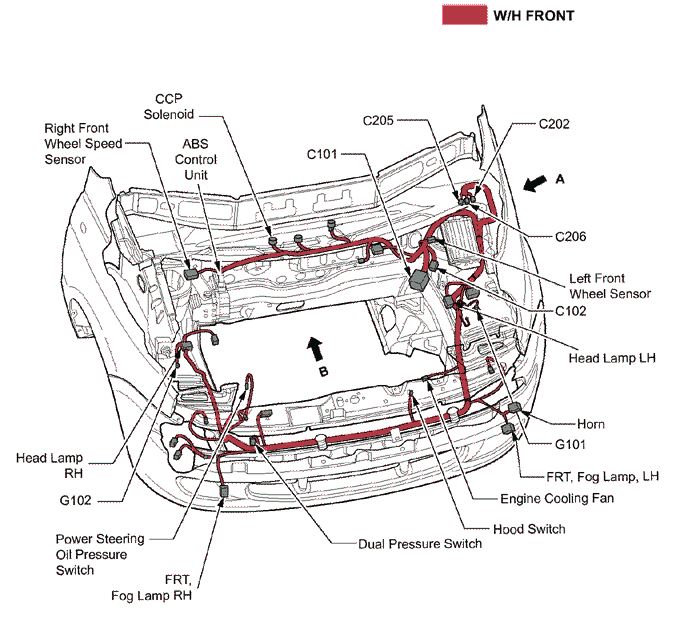 W/H FRONT
CCP
Solenoid
Right Front
Wheel Speed
Sensor
ABS
Control
Unit
C101
C205
C202
A
C206
Left Front
Wheel Sensor
C102
Head Lamp LH
B
Horn
G101
FRT, Fog Lamp, LH
Engine Cooling Fan
Hood Switch
Dual Pressure Switch
Head Lamp
RH
G102
Power Steering
Oil Pressure
Switch
FRT,
Fog Lamp RH